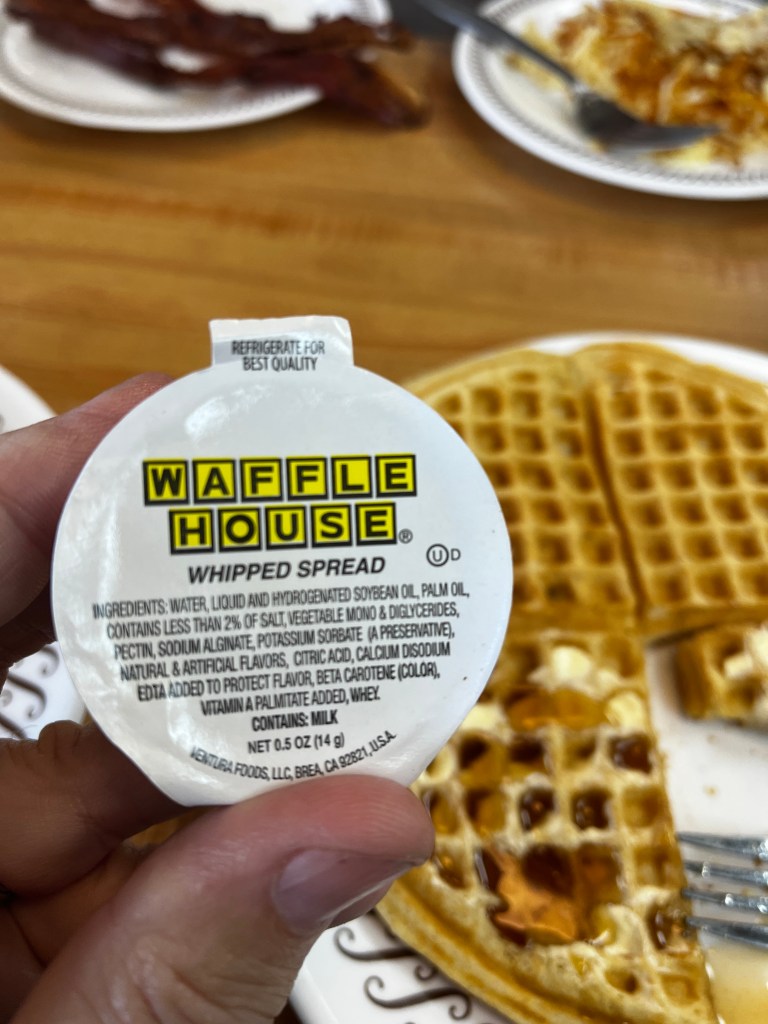 REFRIGERATE FOR
BEST QUALITY
WAFFLE
HOUSE®
UD
WHIPPED SPREAD
INGREDIENTS: WATER, LIQUID AND HYDROGENATED SOYBEAN OIL, PALM OIL,
CONTAINS LESS THAN 2% OF SALT, VEGETABLE MONO & DIGLYCERIDES,
PECTIN, SODIUM ALGINATE, POTASSIUM SORBATE (A PRESERVATIVE),
NATURAL & ARTIFICIAL FLAVORS, CITRIC ACID, CALCIUM DISODIUM
EDTA ADDED TO PROTECT FLAVOR, BETA CAROTENE (COLOR),
VITAMIN A PALMITATE ADDED, WHEY.
CONTAINS: MILK
NET 0.5 OZ (14 g)
VENTURA FOODS, LLC, BREA, CA 92821, U.S.A.